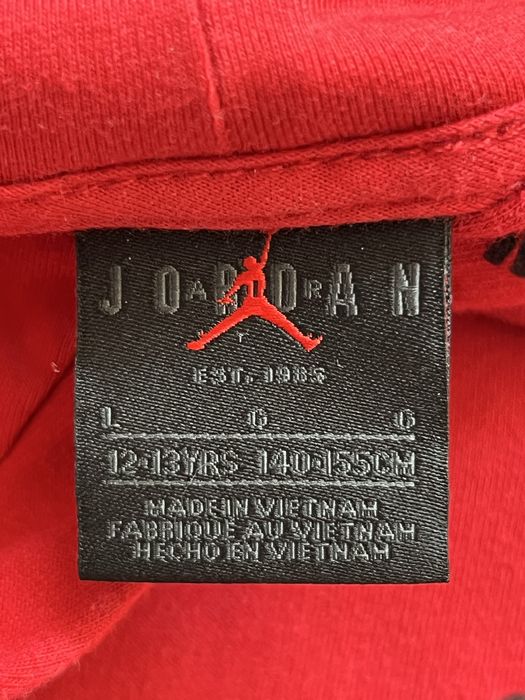 JORDAN
AIR
EST. 1985
L G G
12-13YRS 140-155CM
MADE IN VIETNAM
FABRIQUE AU VIETNAM
HECHO EN VIETNAM